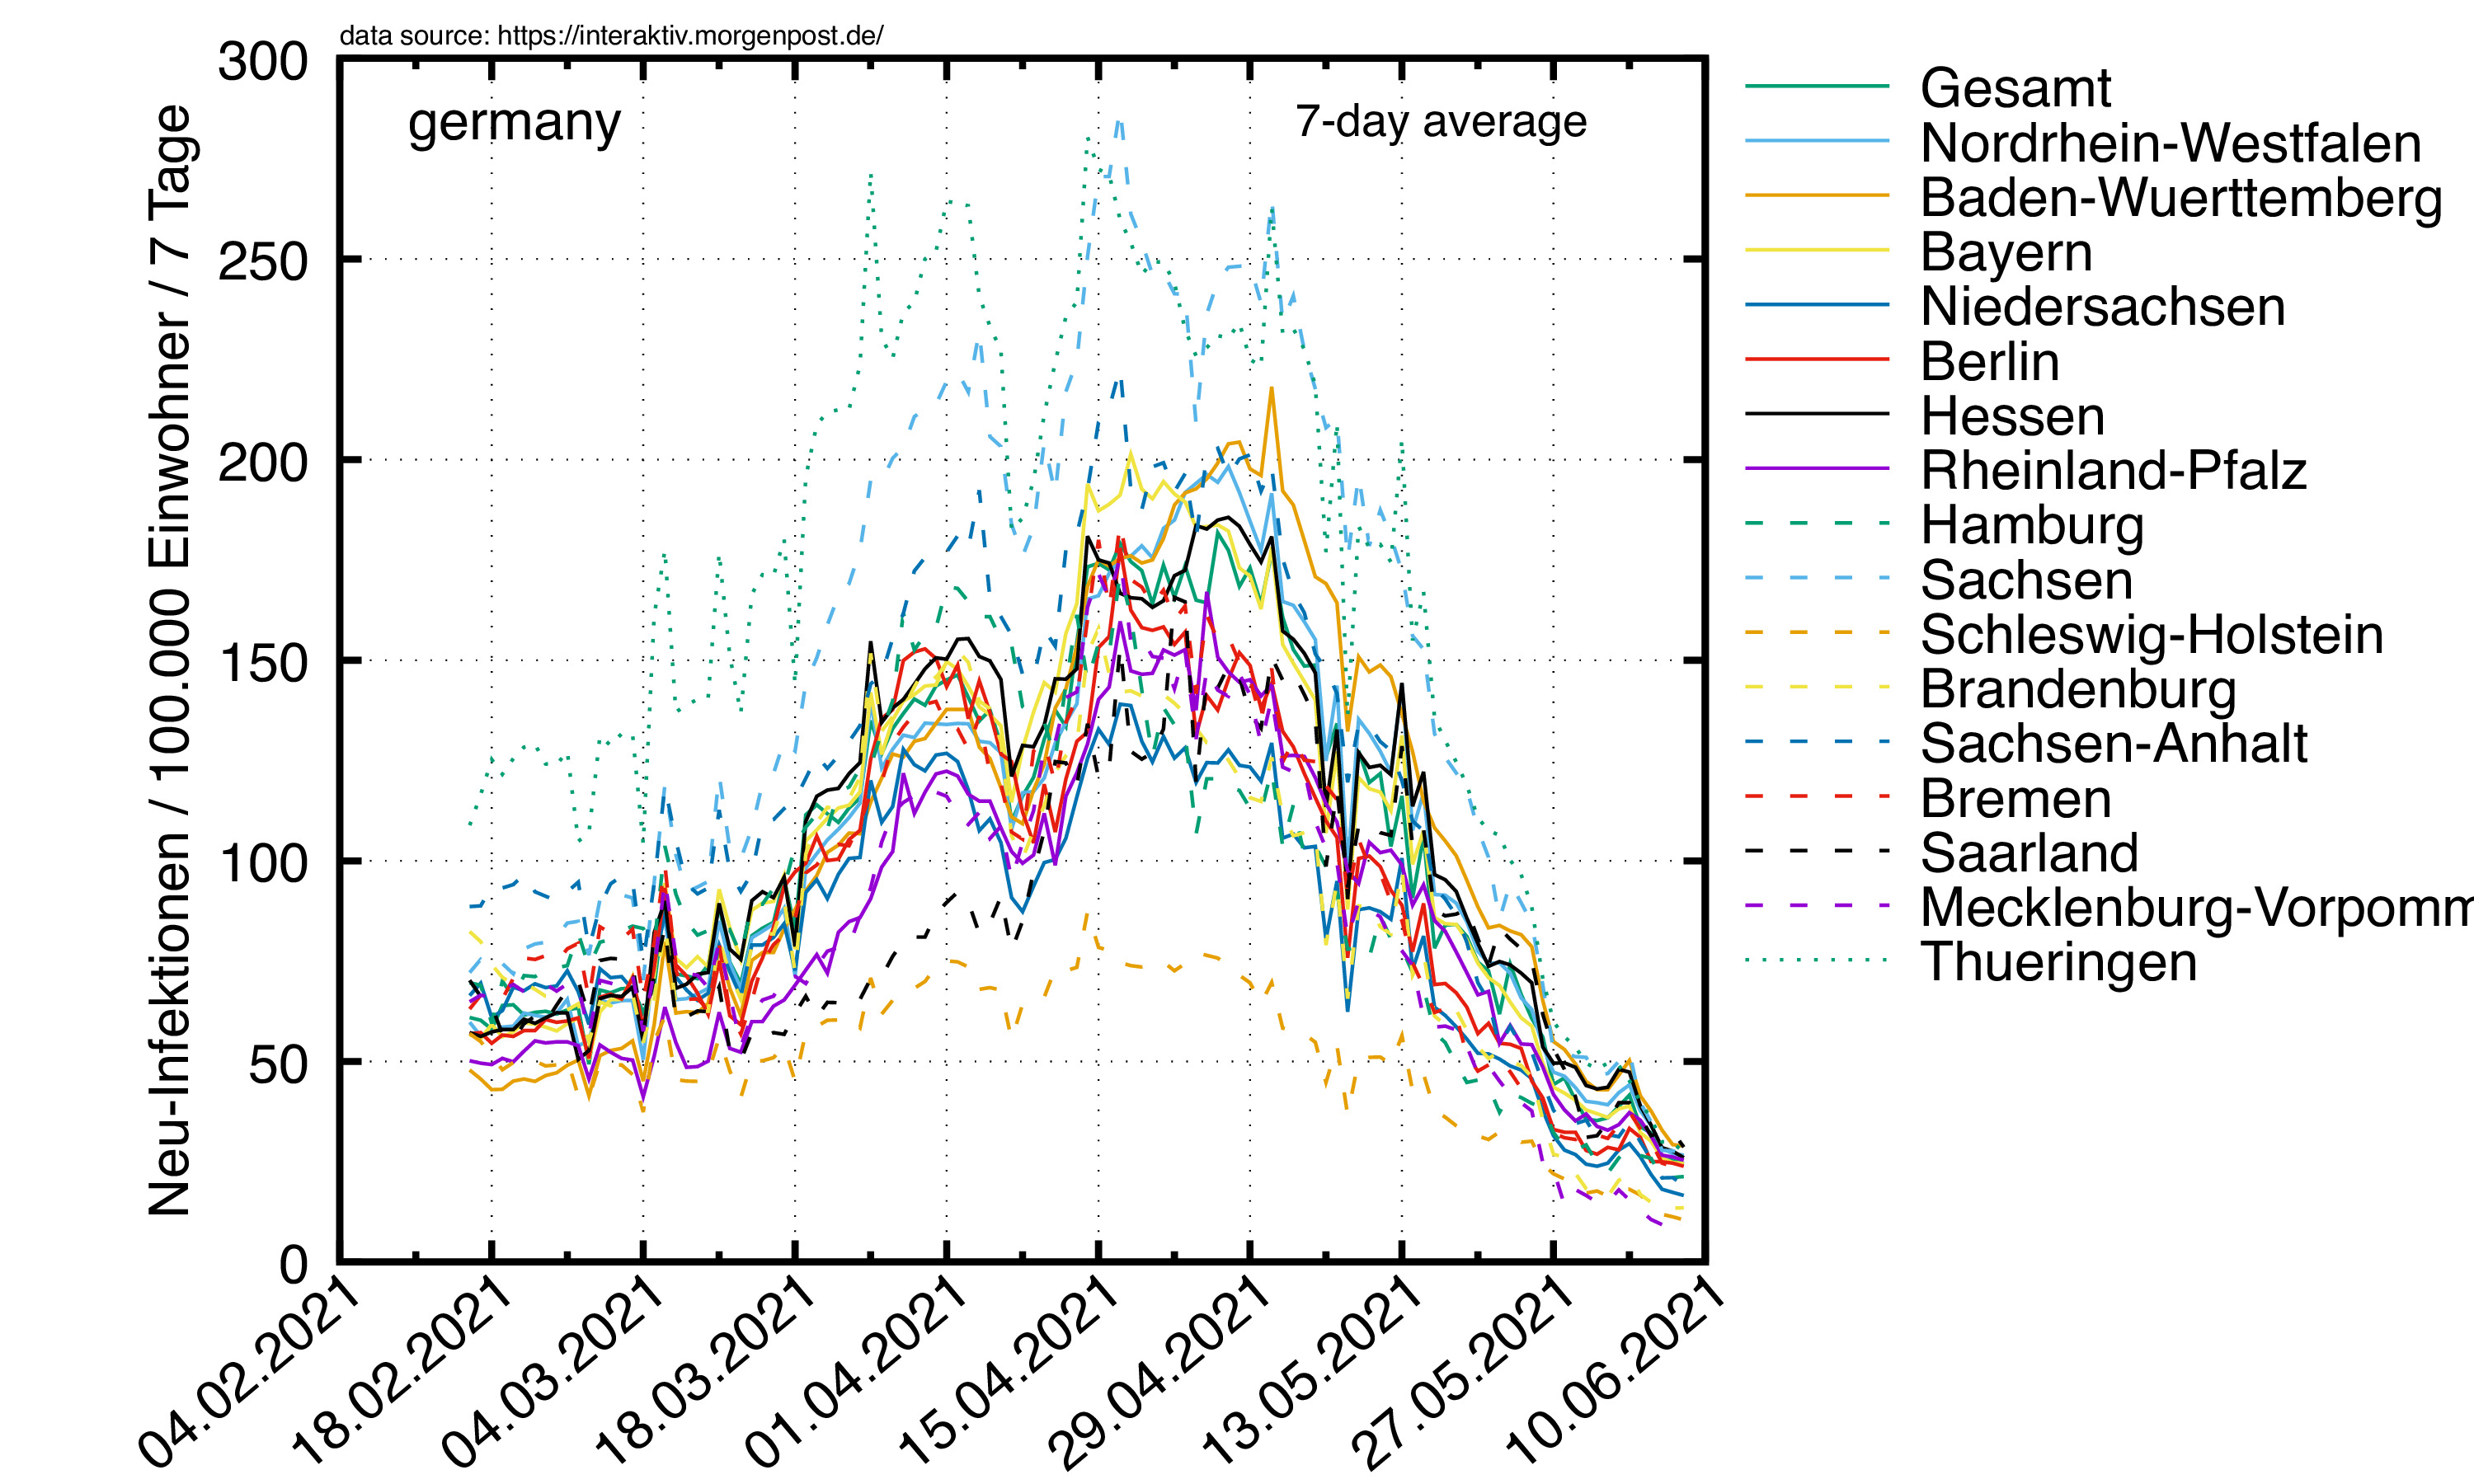 data source: https://interaktiv.morgenpost.de/
germany
7-day average
Neu-Infektionen / 100.000 Einwohner / 7 Tage
300
250
200
150
100
50
0
04.02.2021
18.02.2021
04.03.2021
18.03.2021
01.04.2021
15.04.2021
29.04.2021
13.05.2021
27.05.2021
10.06.2021
Gesamt
Nordrhein-Westfalen
Baden-Wuerttemberg
Bayern
Niedersachsen
Berlin
Hessen
Rheinland-Pfalz
Hamburg
Sachsen
Schleswig-Holstein
Brandenburg
Sachsen-Anhalt
Bremen
Saarland
Mecklenburg-Vorpomm
Thueringen